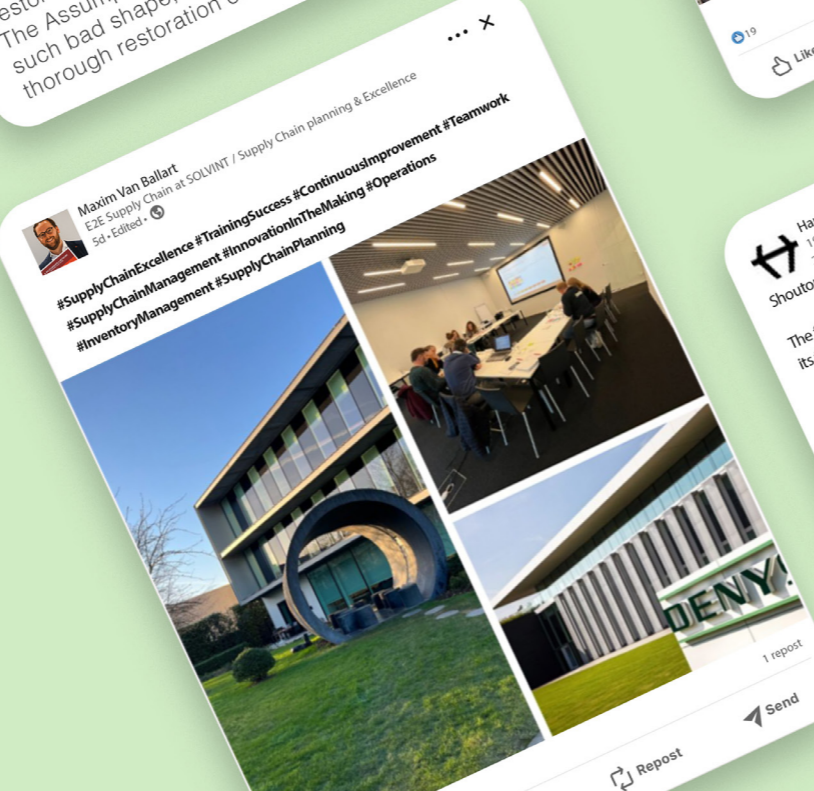 The Assump
such bad shape,
thorough restoration
Maxim Van Ballart
E2E Supply Chain at SOLVINT / Supply Chain planning & Excellence
5d • Edited •
#SupplyChainExcellence #TrainingSuccess #ContinuousImprovement #Teamwork
#SupplyChainManagement #InnovationInTheMaking #Operations
#InventoryManagement #SupplyChainPlanning
DENY
1 repost
Repost
Send
19
Like
Ha
Shouto
The
its